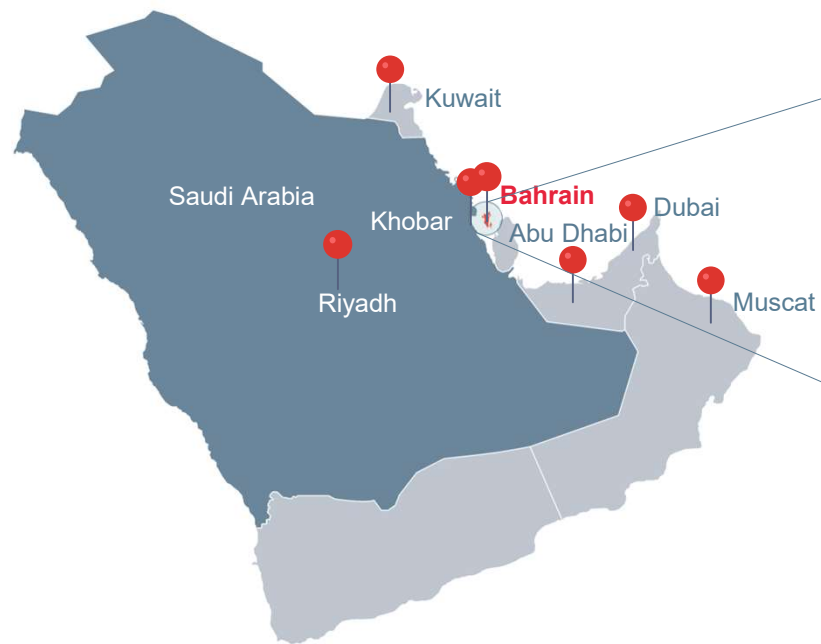 Kuwait
Saudi Arabia
Bahrain
Khobar
Dubai
Abu Dhabi
Riyadh
Muscat